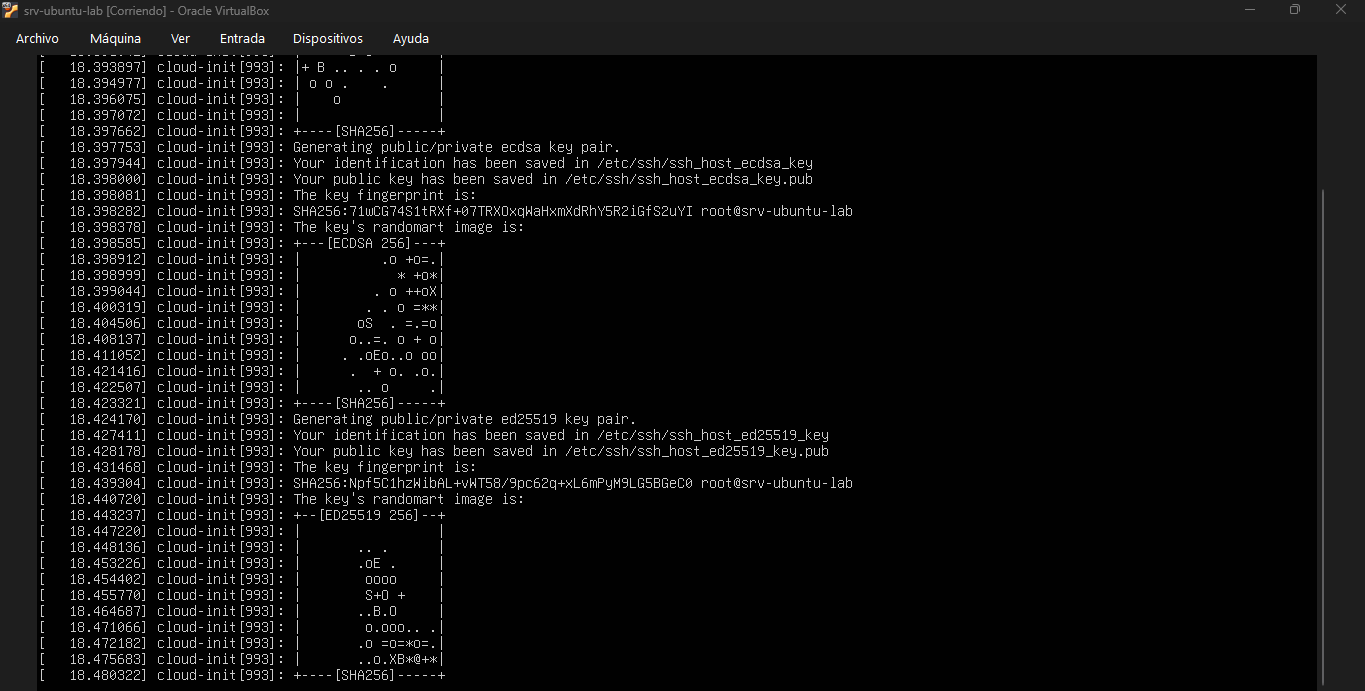 srv-ubuntu-lab [Corriendo] - Oracle VirtualBox
Archivo Máquina Ver Entrada Dispositivos Ayuda
[   18.393897] cloud-init[993]: |+ B .. . . o     |
[   18.394977] cloud-init[993]: | o o .    .      |
[   18.396075] cloud-init[993]: |    o            |
[   18.397072] cloud-init[993]: |                 |
[   18.397662] cloud-init[993]: +----[SHA256]-----+
[   18.397753] cloud-init[993]: Generating public/private ecdsa key pair.
[   18.397944] cloud-init[993]: Your identification has been saved in /etc/ssh/ssh_host_ecdsa_key
[   18.398000] cloud-init[993]: Your public key has been saved in /etc/ssh/ssh_host_ecdsa_key.pub
[   18.398081] cloud-init[993]: The key fingerprint is:
[   18.398282] cloud-init[993]: SHA256:71wCG74S1tRXf+07TRXOxqWaHxmXdRhY5R2iGfS2uYI root@srv-ubuntu-lab
[   18.398378] cloud-init[993]: The key's randomart image is:
[   18.398585] cloud-init[993]: +---[ECDSA 256]---+
[   18.398912] cloud-init[993]: |          .o +o=.|
[   18.398999] cloud-init[993]: |            * +o*|
[   18.399044] cloud-init[993]: |         . o ++oX|
[   18.400319] cloud-init[993]: |        . . o =**|
[   18.404506] cloud-init[993]: |       oS  . =.=o|
[   18.408137] cloud-init[993]: |      o..=. o + o|
[   18.411052] cloud-init[993]: |     . .oEo..o oo|
[   18.421416] cloud-init[993]: |      .  + o. .o.|
[   18.422507] cloud-init[993]: |       .. o     .|
[   18.423321] cloud-init[993]: +----[SHA256]-----+
[   18.424170] cloud-init[993]: Generating public/private ed25519 key pair.
[   18.427411] cloud-init[993]: Your identification has been saved in /etc/ssh/ssh_host_ed25519_key
[   18.428178] cloud-init[993]: Your public key has been saved in /etc/ssh/ssh_host_ed25519_key.pub
[   18.431468] cloud-init[993]: The key fingerprint is:
[   18.439304] cloud-init[993]: SHA256:Npf5C1hzWibAL+vWT58/9pc62q+xL6mPyM9LG5BGeC0 root@srv-ubuntu-lab
[   18.440720] cloud-init[993]: The key's randomart image is:
[   18.443237] cloud-init[993]: +--[ED25519 256]--+
[   18.447220] cloud-init[993]: |                 |
[   18.448136] cloud-init[993]: |       .. .      |
[   18.453226] cloud-init[993]: |       .oE .     |
[   18.454402] cloud-init[993]: |        oooo     |
[   18.455770] cloud-init[993]: |        S+O +    |
[   18.464687] cloud-init[993]: |       ..B.O     |
[   18.471066] cloud-init[993]: |        o.ooo.. .|
[   18.472182] cloud-init[993]: |       .o =o=*o=.|
[   18.475683] cloud-init[993]: |       ..o.XB*@+*|
[   18.480322] cloud-init[993]: +----[SHA256]-----+